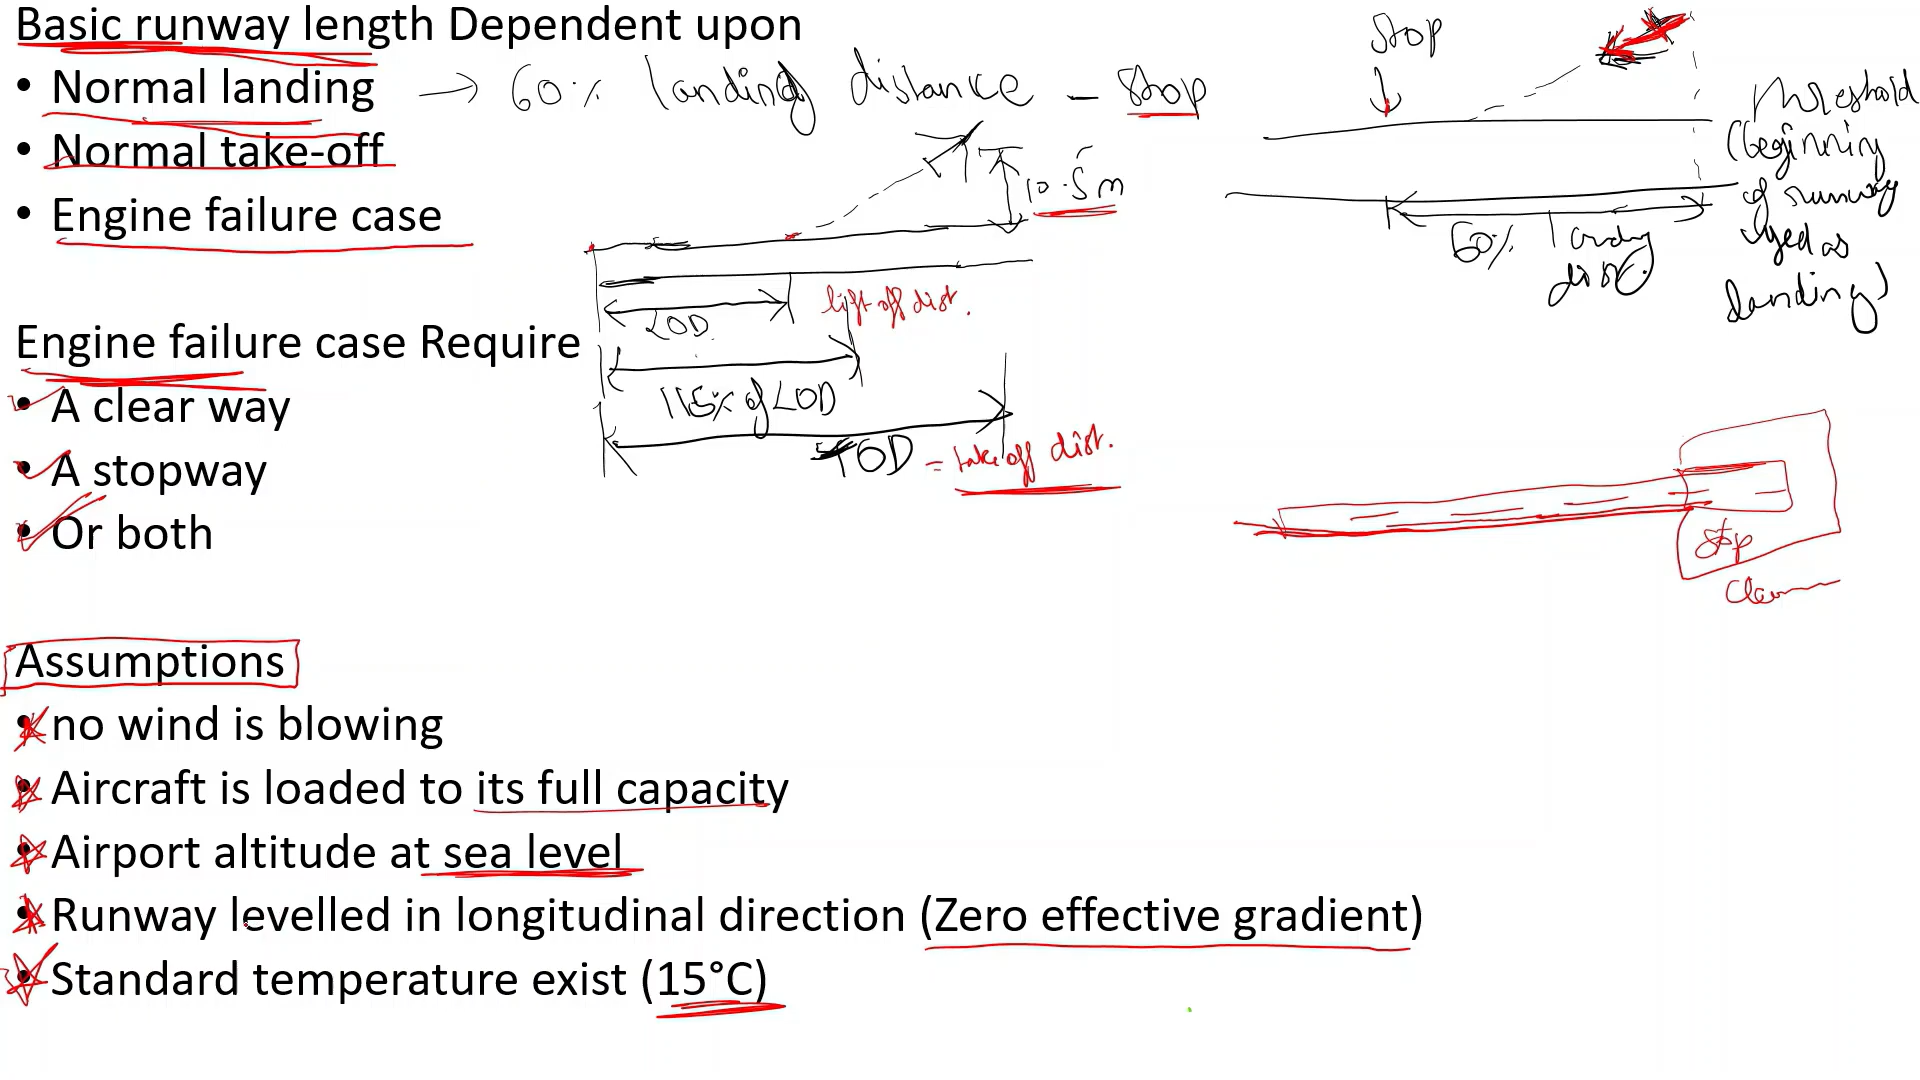 Basic runway length Dependent upon
• Normal landing → 60% landing distance - stop
• Normal take-off
• Engine failure case
10.5 m
LOD
lift off dist.
115% of LOD
TOD = take off dist.
Stop
60% landing
dist.
Threshold
(beginning
of runway
used as
landing)
Engine failure case Require
• A clear way
• A stopway
• Or both
Stop
Clear
Assumptions
• no wind is blowing
• Aircraft is loaded to its full capacity
• Airport altitude at sea level
• Runway levelled in longitudinal direction (Zero effective gradient)
• Standard temperature exist (15°C)